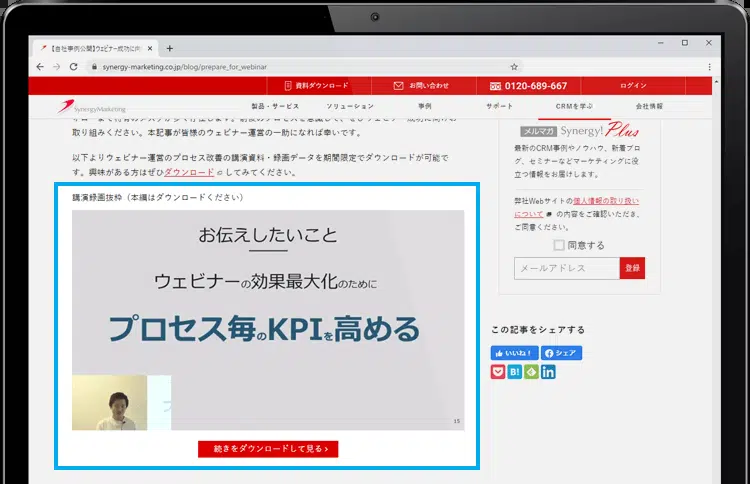 【自社事例公開】ウェビナー成功に向
synergy-marketing.co.jp/blog/prepare_for_webinar
資料ダウンロード
お問い合わせ
0120-689-667
ログイン
SynergyMarketing
製品・サービス
ソリューション
事例
サポート
CRMを学ぶ
会社情報
取り組みください。本記事が皆様のウェビナー運営の一助になれば幸いです。
以下よりウェビナー運営のプロセス改善の講演資料・録画データを期間限定でダウンロードが可能で
す。興味がある方はぜひダウンロードしてみてください。
講演録画抜粋（本編はダウンロードください）
お伝えしたいこと
ウェビナーの効果最大化のために
プロセス毎のKPIを高める
15
続きをダウンロードして見る
メルマガ Synergy! Plus
最新のCRM事例やノウハウ、新着ブロ
グ、セミナーなどマーケティングに役
立つ情報をお届けします。
弊社Webサイトの個人情報の取り扱い
について の内容をご確認いただき、
ご同意ください。
同意する
メールアドレス
登録
この記事をシェアする
いいね！
シェア
B!
in